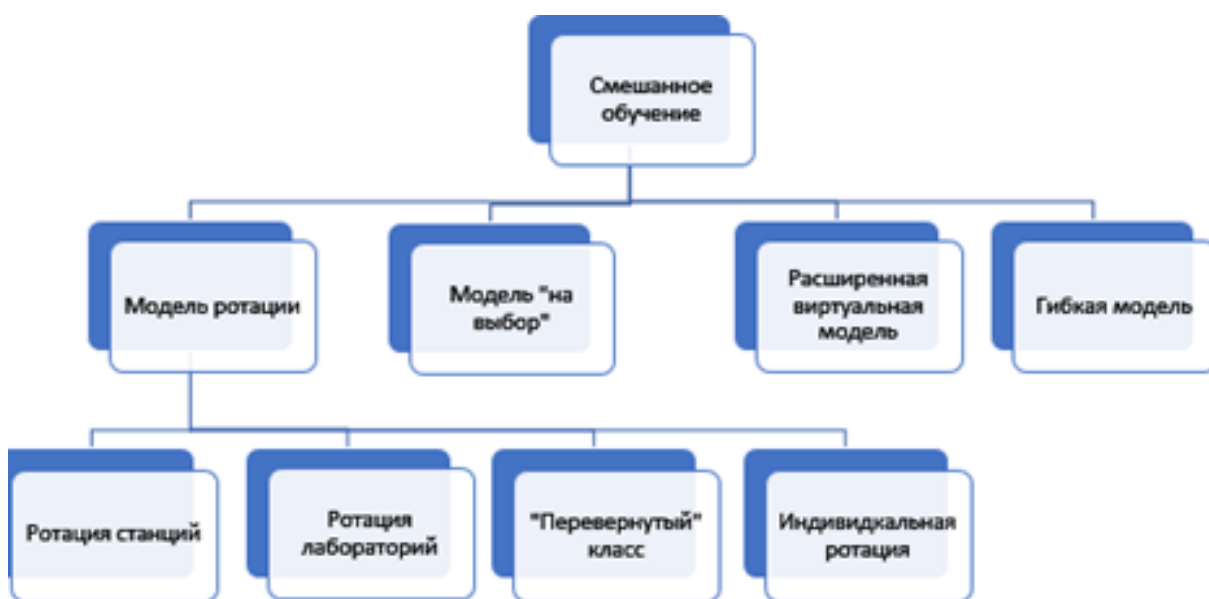 Смешанное
обучение
Модель ротации
Модель "на
выбор"
Расширенная
виртуальная
модель
Гибкая модель
Ротация станций
Ротация
лабораторий
"Перевернутый"
класс
Индивидкальная
ротация